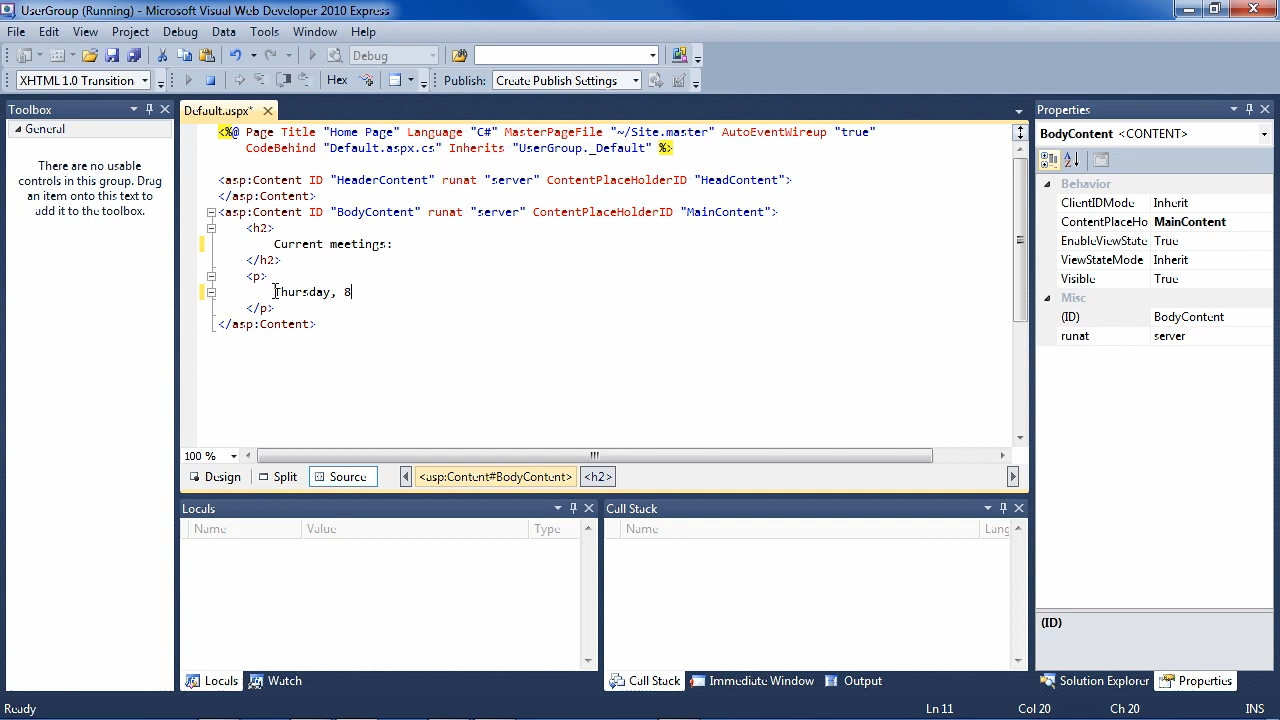 UserGroup (Running) - Microsoft Visual Web Developer 2010 Express
File Edit View Project Debug Data Tools Window Help
Debug
XHTML 1.0 Transition Hex Publish: Create Publish Settings
Toolbox
General
There are no usable
controls in this group. Drag
an item onto this text to
add it to the toolbox.
Default.aspx*
<%@ Page Title "Home Page" Language "C#" MasterPageFile "~/Site.master" AutoEventWireup "true"
CodeBehind "Default.aspx.cs" Inherits "UserGroup._Default" %>
<asp:Content ID "HeaderContent" runat "server" ContentPlaceHolderID "HeadContent">
</asp:Content>
<asp:Content ID "BodyContent" runat "server" ContentPlaceHolderID "MainContent">
<h2>
Current meetings:
</h2>
<p>
Thursday, 8
</p>
</asp:Content>
100 %
Design Split Source <asp:Content#BodyContent> <h2>
Locals
Name Value Type
Locals Watch
Call Stack
Name Lang
Call Stack Immediate Window Output
Properties
BodyContent <CONTENT>
Behavior
ClientIDMode Inherit
ContentPlaceHo MainContent
EnableViewState True
ViewStateMode Inherit
Visible True
Misc
(ID) BodyContent
runat server
(ID)
Solution Explorer Properties
Ready Ln 11 Col 20 Ch 20 INS